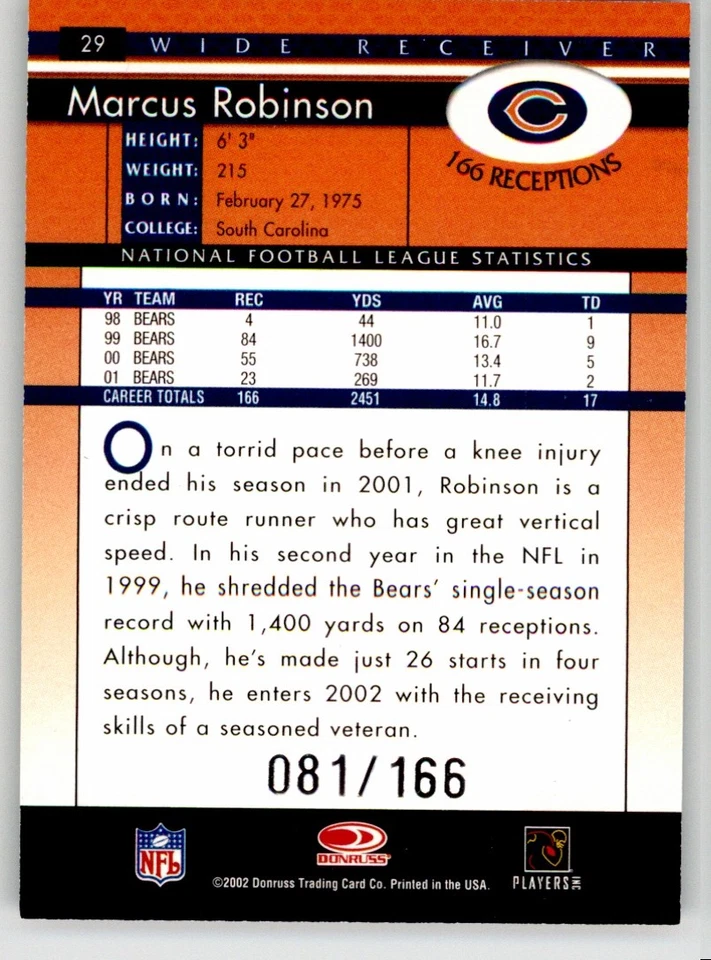 29 WIDE RECEIVER
Marcus Robinson
166 RECEPTIONS
HEIGHT: 6' 3"
WEIGHT: 215
BORN: February 27, 1975
COLLEGE: South Carolina
NATIONAL FOOTBALL LEAGUE STATISTICS
YR TEAM REC YDS AVG TD
98 BEARS 4 44 11.0 1
99 BEARS 84 1400 16.7 9
00 BEARS 55 738 13.4 5
01 BEARS 23 269 11.7 2
CAREER TOTALS 166 2451 14.8 17
On a torrid pace before a knee injury
ended his season in 2001, Robinson is a
crisp route runner who has great vertical
speed. In his second year in the NFL in
1999, he shredded the Bears' single-season
record with 1,400 yards on 84 receptions.
Although, he's made just 26 starts in four
seasons, he enters 2002 with the receiving
skills of a seasoned veteran.
081/166
NFL
DONRUSS
©2002 Donruss Trading Card Co. Printed in the USA.
PLAYERS INC